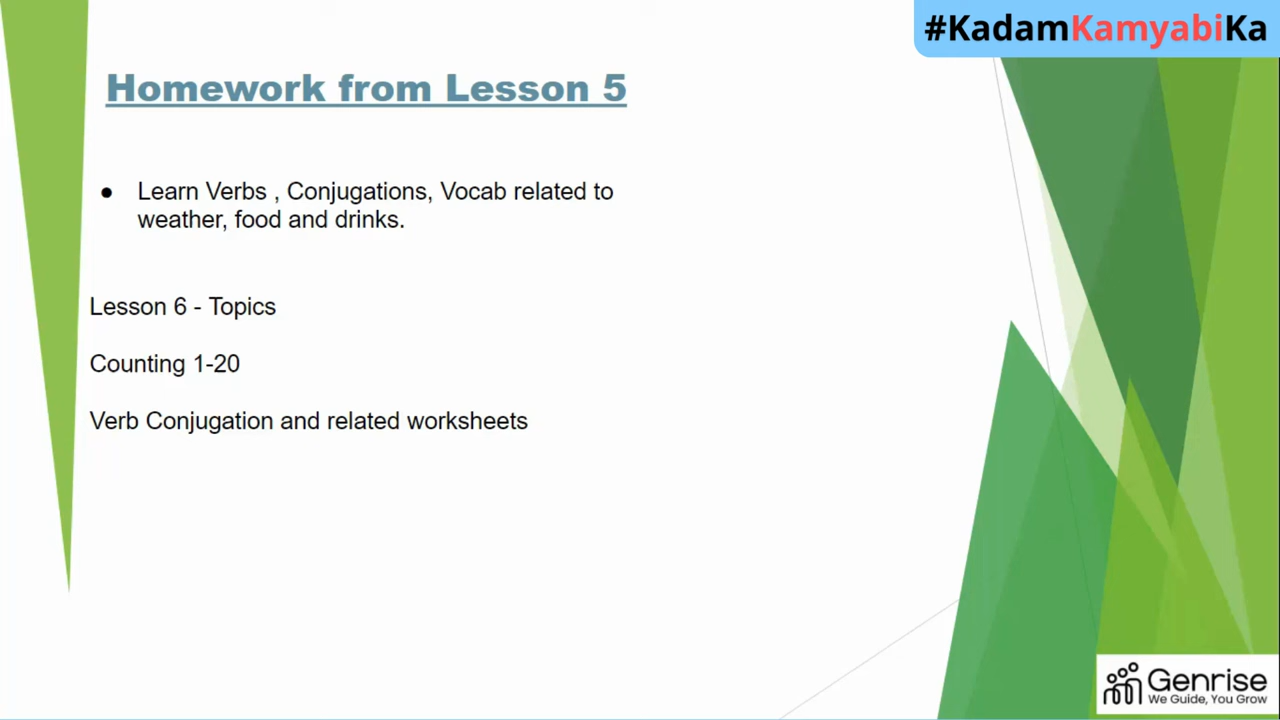 #KadamKamyabiKa
Homework from Lesson 5
● Learn Verbs , Conjugations, Vocab related to
weather, food and drinks.
Lesson 6 - Topics
Counting 1-20
Verb Conjugation and related worksheets
Genrise
We Guide, You Grow